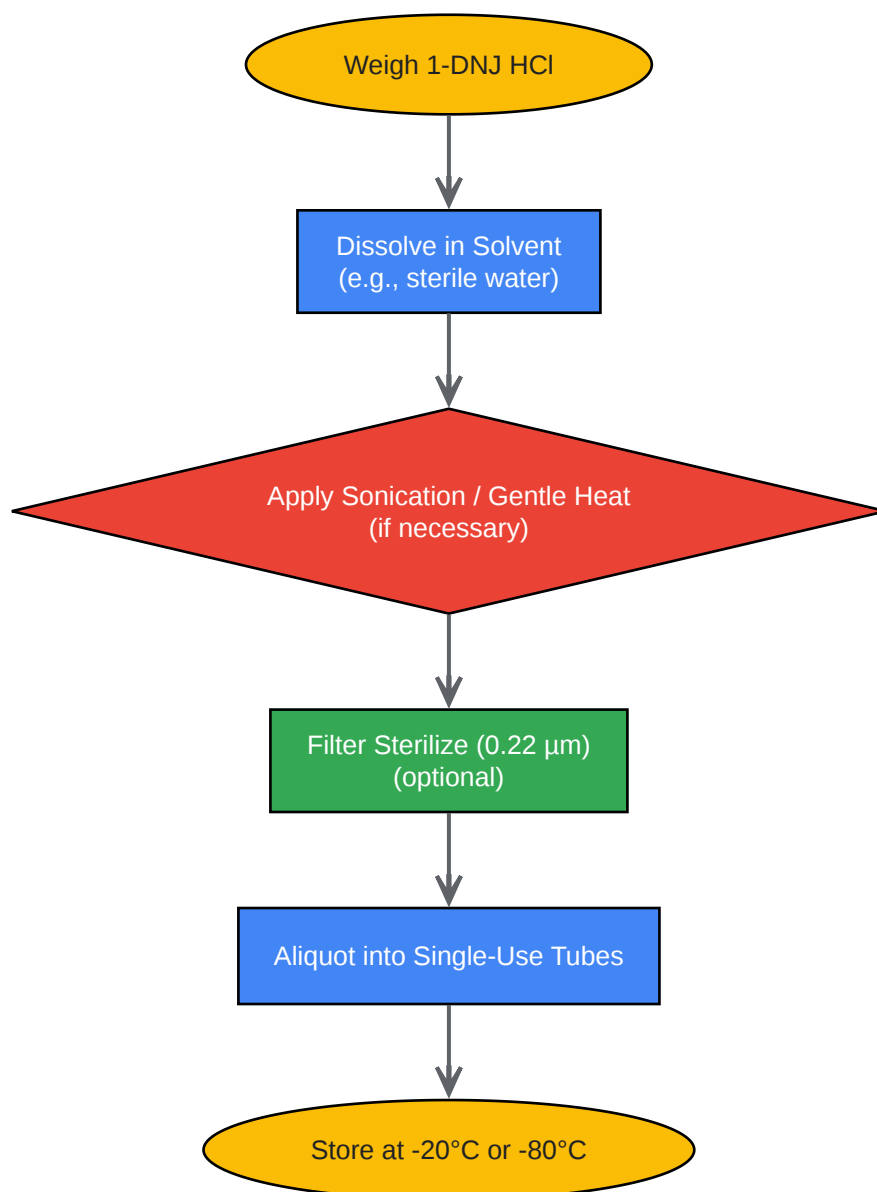 Weigh 1-DNJ HCl
Dissolve in Solvent
(e.g., sterile water)
Apply Sonication / Gentle Heat
(if necessary)
Filter Sterilize (0.22 µm)
(optional)
Aliquot into Single-Use Tubes
Store at -20°C or -80°C